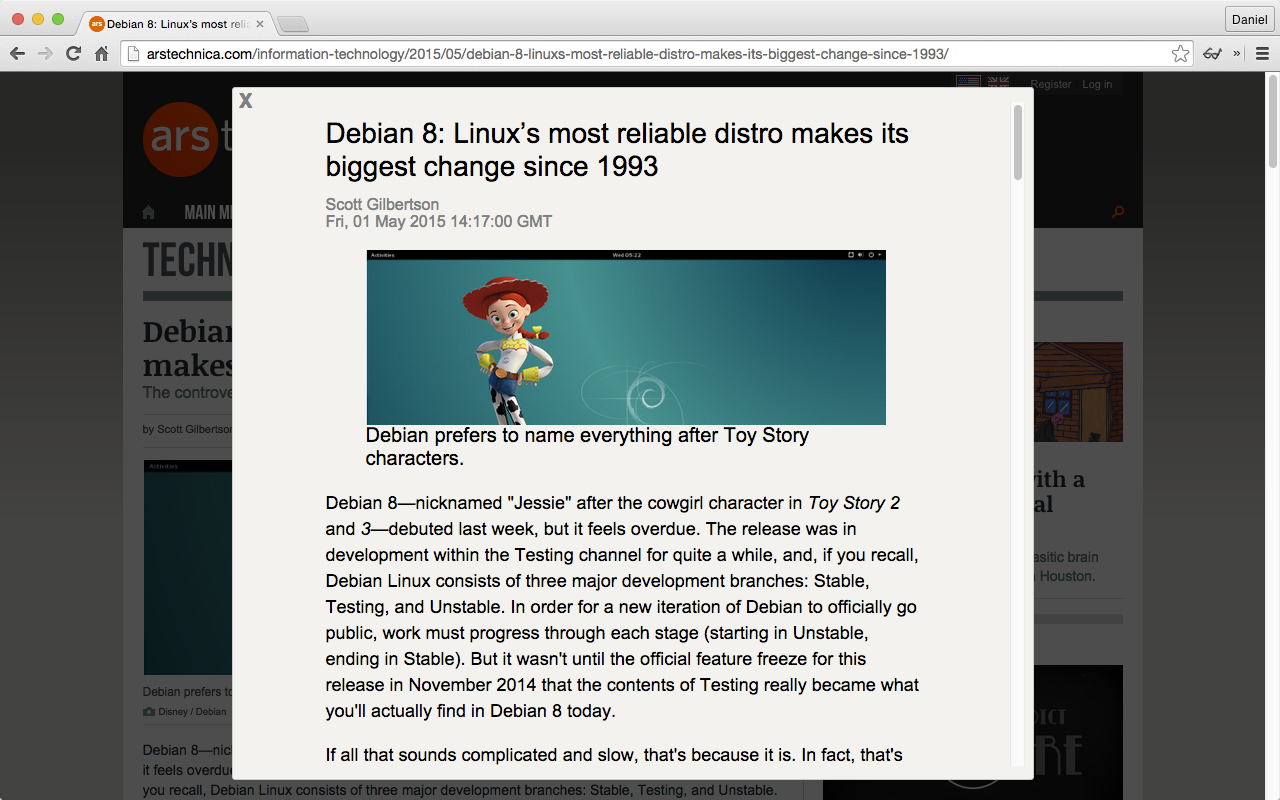 Debian 8: Linux's most reli
Daniel
arstechnica.com/information-technology/2015/05/debian-8-linuxs-most-reliable-distro-makes-its-biggest-change-since-1993/
Register Log in
ars t
MAIN M
TECHN
X
Debian 8: Linux’s most reliable distro makes its
biggest change since 1993
Scott Gilbertson
Fri, 01 May 2015 14:17:00 GMT
Activities Wed 05:22
Debian prefers to name everything after Toy Story
characters.
Debian 8—nicknamed "Jessie" after the cowgirl character in Toy Story 2
and 3—debuted last week, but it feels overdue. The release was in
development within the Testing channel for quite a while, and, if you recall,
Debian Linux consists of three major development branches: Stable,
Testing, and Unstable. In order for a new iteration of Debian to officially go
public, work must progress through each stage (starting in Unstable,
ending in Stable). But it wasn't until the official feature freeze for this
release in November 2014 that the contents of Testing really became what
you'll actually find in Debian 8 today.
If all that sounds complicated and slow, that's because it is. In fact, that's
Debian
makes
The controve
by Scott Gilbertson
Activities
Debian prefers to
Disney / Debian
Debian 8—nic
it feels overdue
you recall, Debian Linux consists of three major development branches: Stable, Testing, and Unstable.
ith a
al
asitic brain
Houston.
DICT
RE